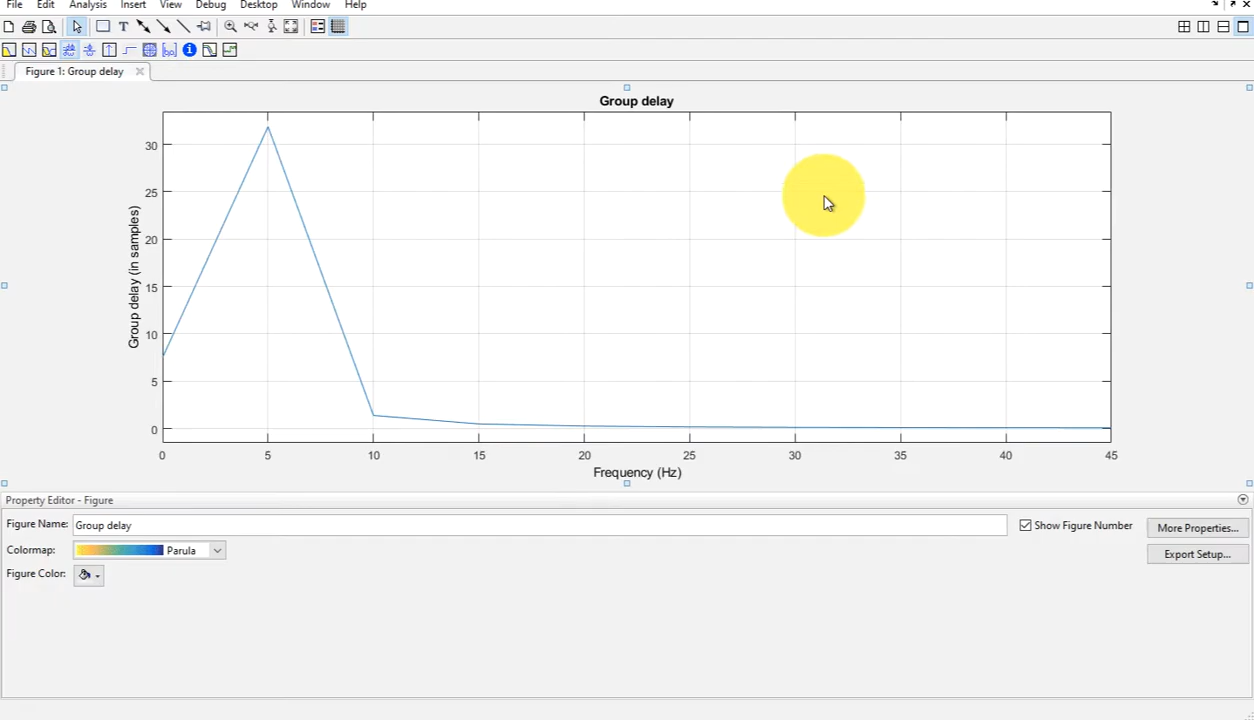 File Edit Analysis Insert View Debug Desktop Window Help
Figure 1: Group delay
Group delay
30
25
20
15
10
5
0
Group delay (in samples)
0 5 10 15 20 25 30 35 40 45
Frequency (Hz)
Property Editor - Figure
Figure Name: Group delay Show Figure Number More Properties...
Colormap: Parula Export Setup...
Figure Color: